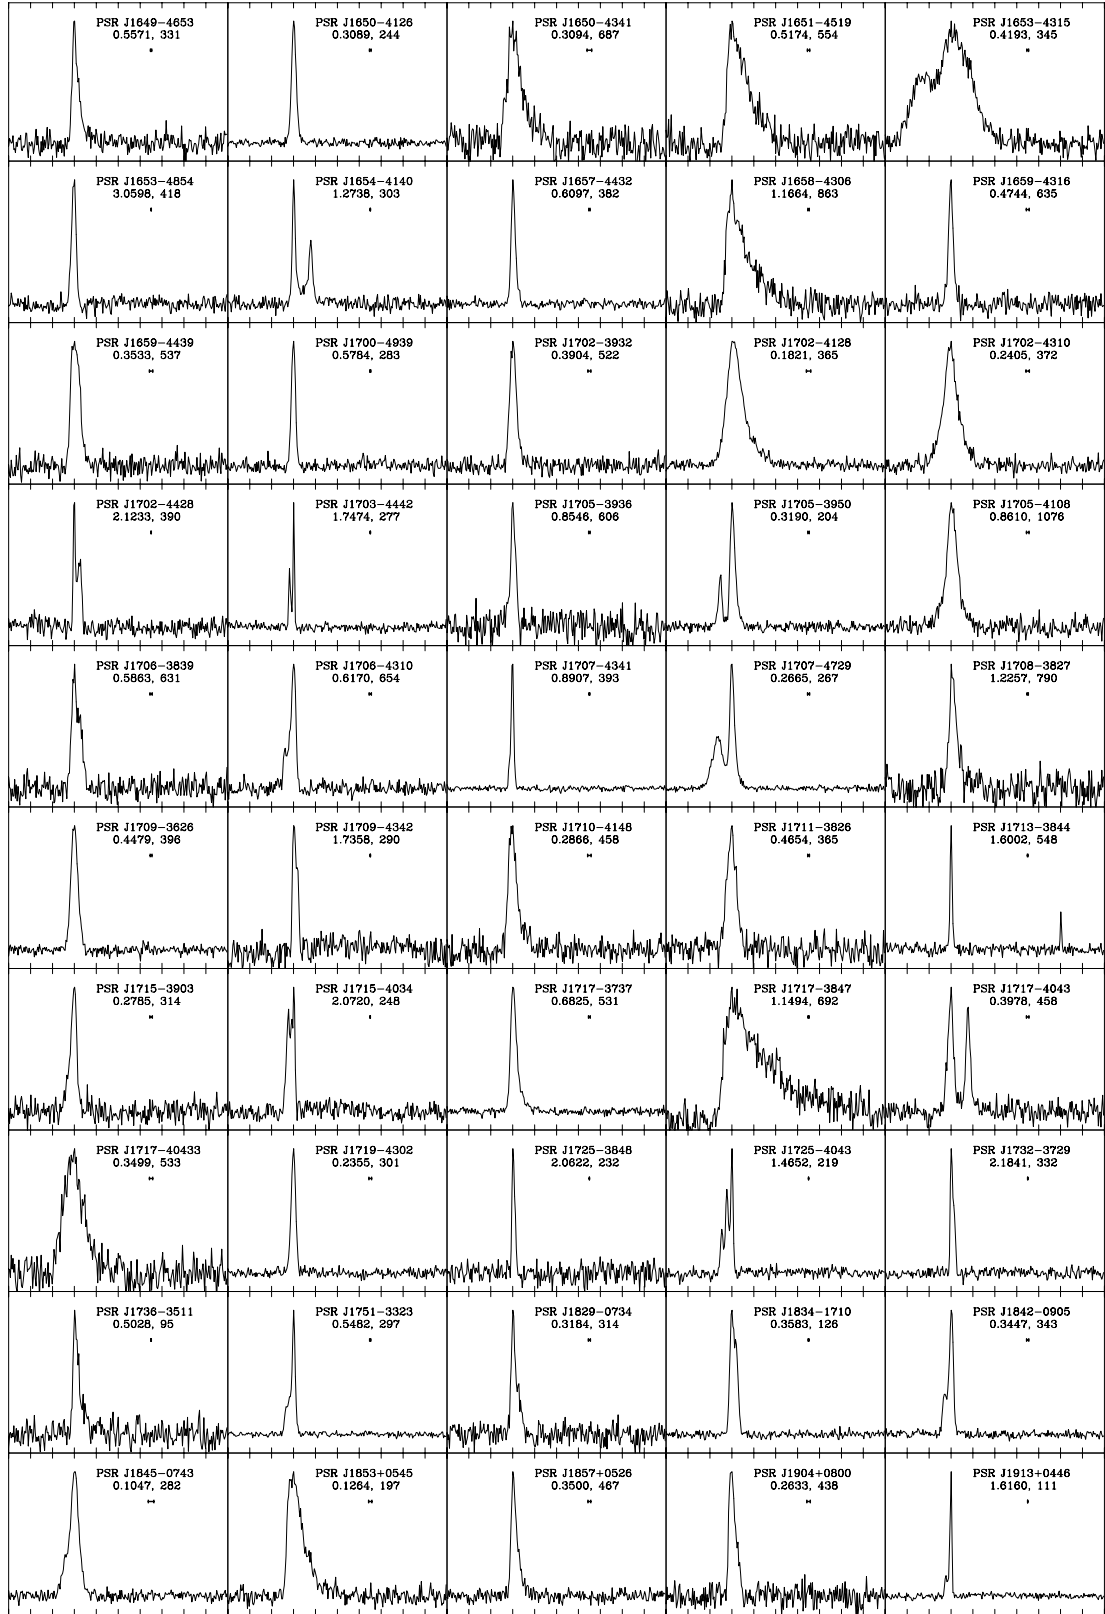 PSR J1649-4653
0.5571, 331
PSR J1650-4126
0.3089, 244
PSR J1650-4341
0.3094, 687
PSR J1651-4519
0.5174, 554
PSR J1653-4315
0.4193, 345
PSR J1653-4854
3.0598, 418
PSR J1654-4140
1.2738, 303
PSR J1657-4432
0.6097, 382
PSR J1658-4306
1.1664, 863
PSR J1659-4316
0.4744, 635
PSR J1659-4439
0.3533, 537
PSR J1700-4939
0.5784, 283
PSR J1702-3932
0.3904, 522
PSR J1702-4128
0.1821, 365
PSR J1702-4310
0.2405, 372
PSR J1702-4428
2.1233, 390
PSR J1703-4442
1.7474, 277
PSR J1705-3936
0.8546, 606
PSR J1705-3950
0.3190, 204
PSR J1705-4108
0.8610, 1076
PSR J1706-3839
0.5863, 631
PSR J1706-4310
0.6170, 654
PSR J1707-4341
0.8907, 393
PSR J1707-4729
0.2665, 267
PSR J1708-3827
1.2257, 790
PSR J1709-3626
0.4479, 396
PSR J1709-4342
1.7358, 290
PSR J1710-4148
0.2866, 458
PSR J1711-3826
0.4654, 365
PSR J1713-3844
1.6002, 548
PSR J1715-3903
0.2785, 314
PSR J1715-4034
2.0720, 248
PSR J1717-3737
0.6825, 531
PSR J1717-3847
1.1494, 692
PSR J1717-4043
0.3978, 458
PSR J1717-40433
0.3499, 533
PSR J1719-4302
0.2355, 301
PSR J1725-3848
2.0622, 232
PSR J1725-4043
1.4652, 219
PSR J1732-3729
2.1841, 332
PSR J1736-3511
0.5028, 95
PSR J1751-3323
0.5482, 297
PSR J1829-0734
0.3184, 314
PSR J1834-1710
0.3583, 126
PSR J1842-0905
0.3447, 343
PSR J1845-0743
0.1047, 282
PSR J1853+0545
0.1264, 197
PSR J1857+0526
0.3500, 467
PSR J1904+0800
0.2633, 438
PSR J1913+0446
1.6160, 111